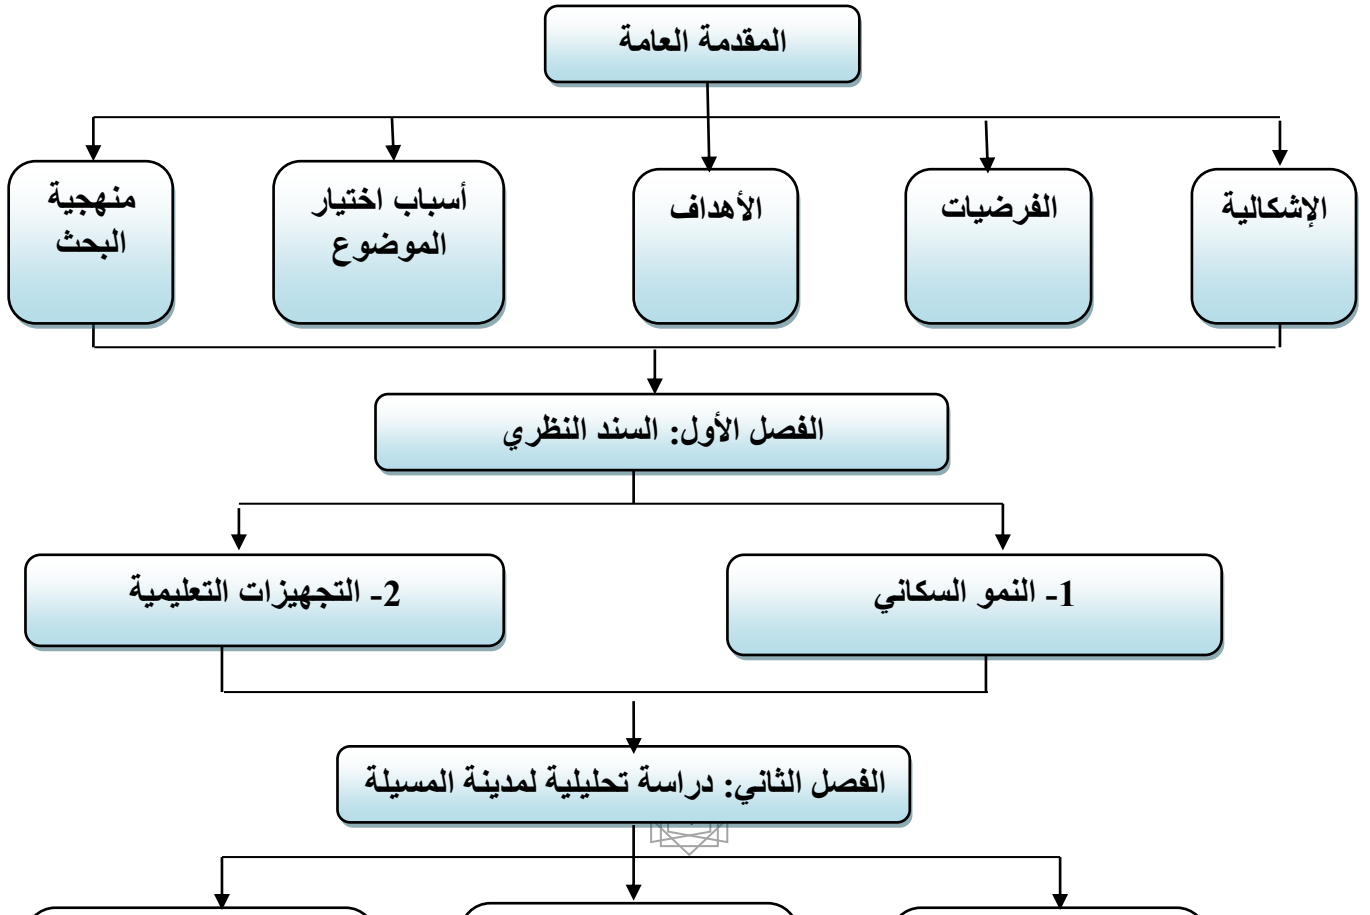 المقدمة العامة
الإشكالية
الفرضيات
الأهداف
أسباب اختيار
الموضوع
منهجية
البحث
الفصل الأول: السند النظري
1- النمو السكاني
2- التجهيزات التعليمية
الفصل الثاني: دراسة تحليلية لمدينة المسيلة